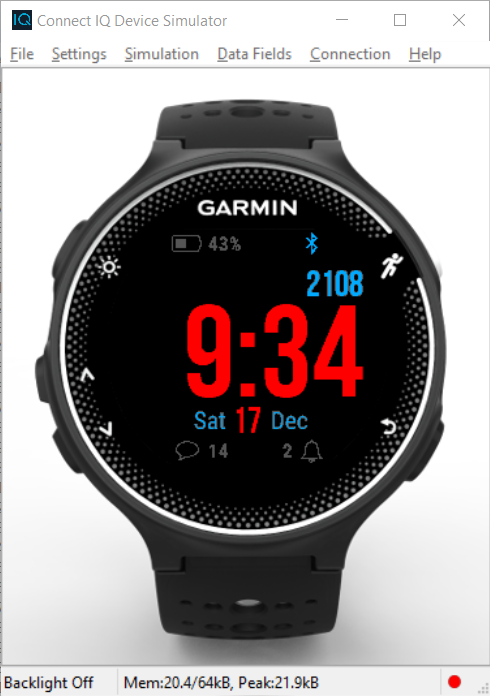 IQ Connect IQ Device Simulator
File Settings Simulation Data Fields Connection Help
GARMIN
43%
2108
9:34
Sat 17 Dec
14 2
Backlight Off Mem:20.4/64kB, Peak:21.9kB